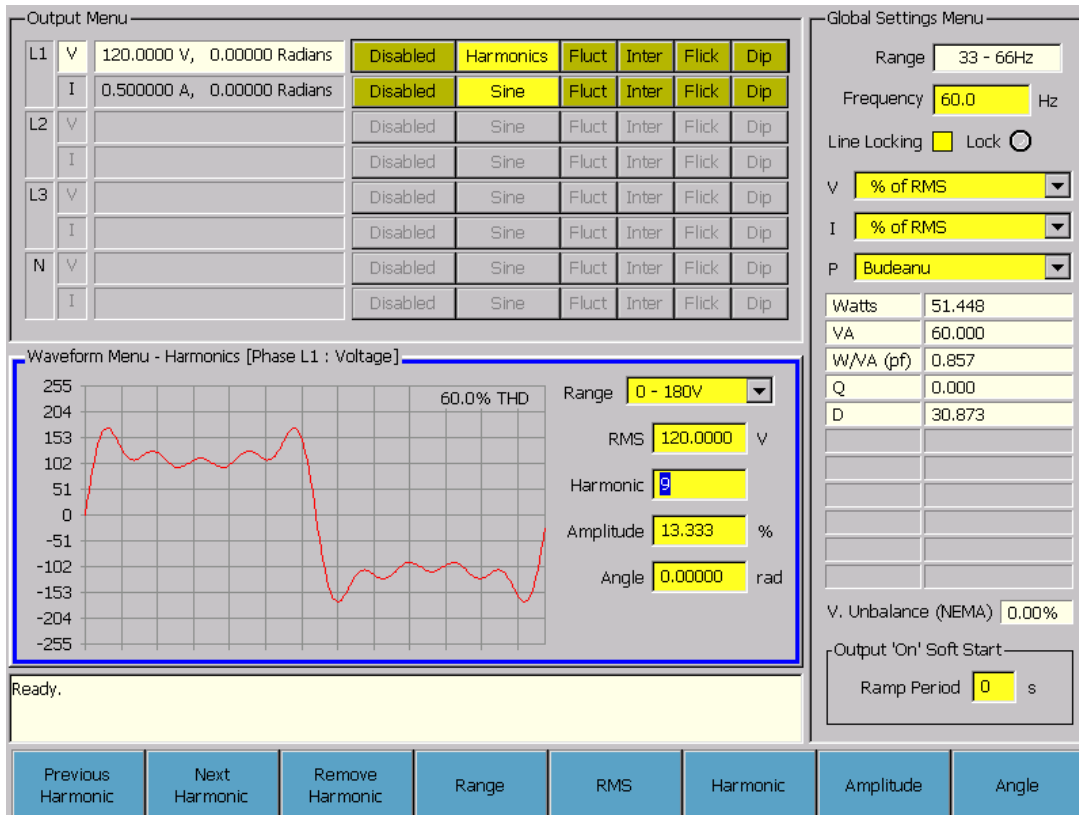 Output Menu
L1 V 120.0000 V, 0.00000 Radians Disabled Harmonics Fluct Inter Flick Dip
I 0.500000 A, 0.00000 Radians Disabled Sine Fluct Inter Flick Dip
L2 V Disabled Sine Fluct Inter Flick Dip
I Disabled Sine Fluct Inter Flick Dip
L3 V Disabled Sine Fluct Inter Flick Dip
I Disabled Sine Fluct Inter Flick Dip
N V Disabled Sine Fluct Inter Flick Dip
I Disabled Sine Fluct Inter Flick Dip
Waveform Menu - Harmonics [Phase L1 : Voltage]
255
204
153
102
51
0
-51
-102
-153
-204
-255
60.0% THD
Range 0 - 180V
RMS 120.0000 V
Harmonic 9
Amplitude 13.333 %
Angle 0.00000 rad
Ready.
Global Settings Menu
Range 33 - 66Hz
Frequency 60.0 Hz
Line Locking Lock
V % of RMS
I % of RMS
P Budeanu
Watts 51.448
VA 60.000
W/VA (pf) 0.857
Q 0.000
D 30.873
V. Unbalance (NEMA) 0.00%
Output 'On' Soft Start
Ramp Period 0 s
Previous Harmonic
Next Harmonic
Remove Harmonic
Range
RMS
Harmonic
Amplitude
Angle